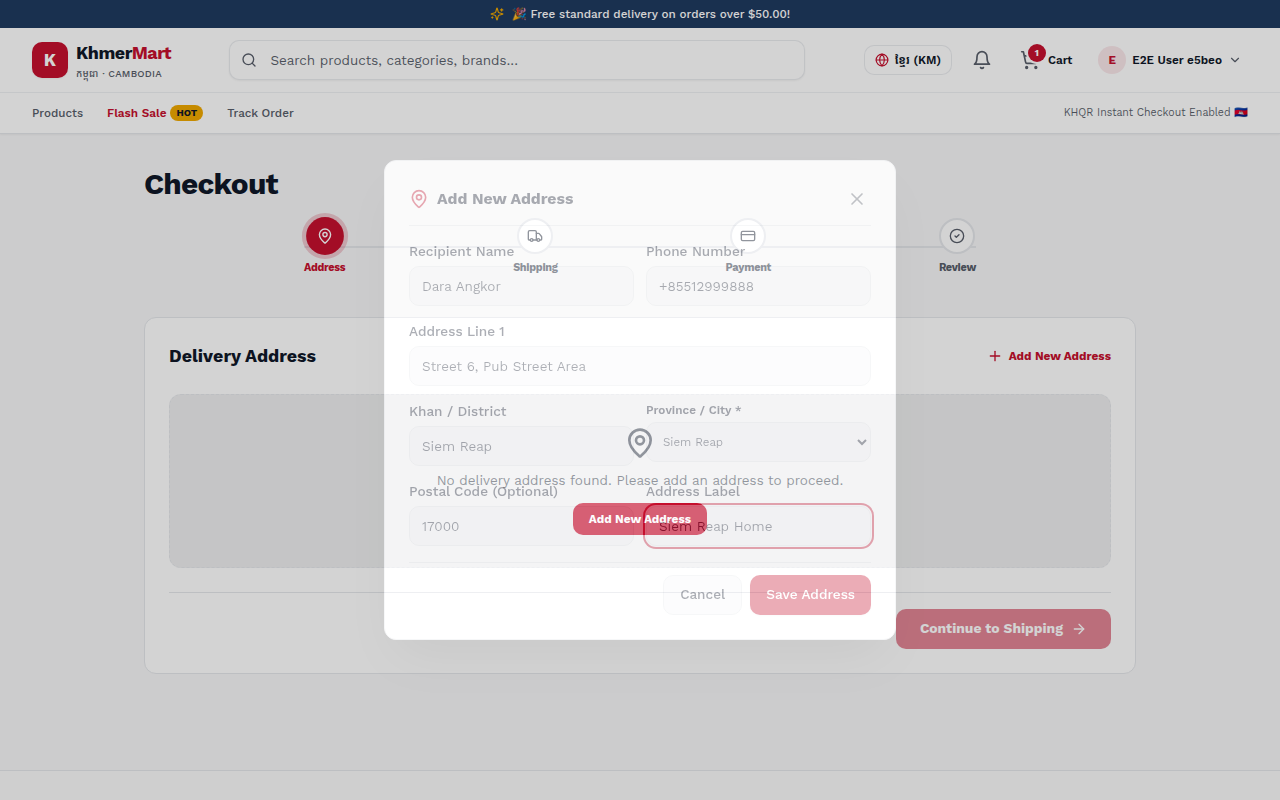 ✨ 🎉 Free standard delivery on orders over $50.00!
K
KhmerMart
កម្ពុជា · CAMBODIA
Search products, categories, brands...
ខ្មែរ (KM)
1
Cart
E
E2E User e5beo
Products
Flash Sale HOT
Track Order
KHQR Instant Checkout Enabled 🇰🇭
Checkout
Address
Shipping
Payment
Review
Delivery Address
Add New Address
No delivery address found. Please add an address to proceed.
Add New Address
Continue to Shipping
Add New Address
Recipient Name
Phone Number
Dara Angkor
+85512999888
Address Line 1
Street 6, Pub Street Area
Khan / District
Province / City *
Siem Reap
Siem Reap
Postal Code (Optional)
Address Label
17000
Siem Reap Home
Cancel
Save Address